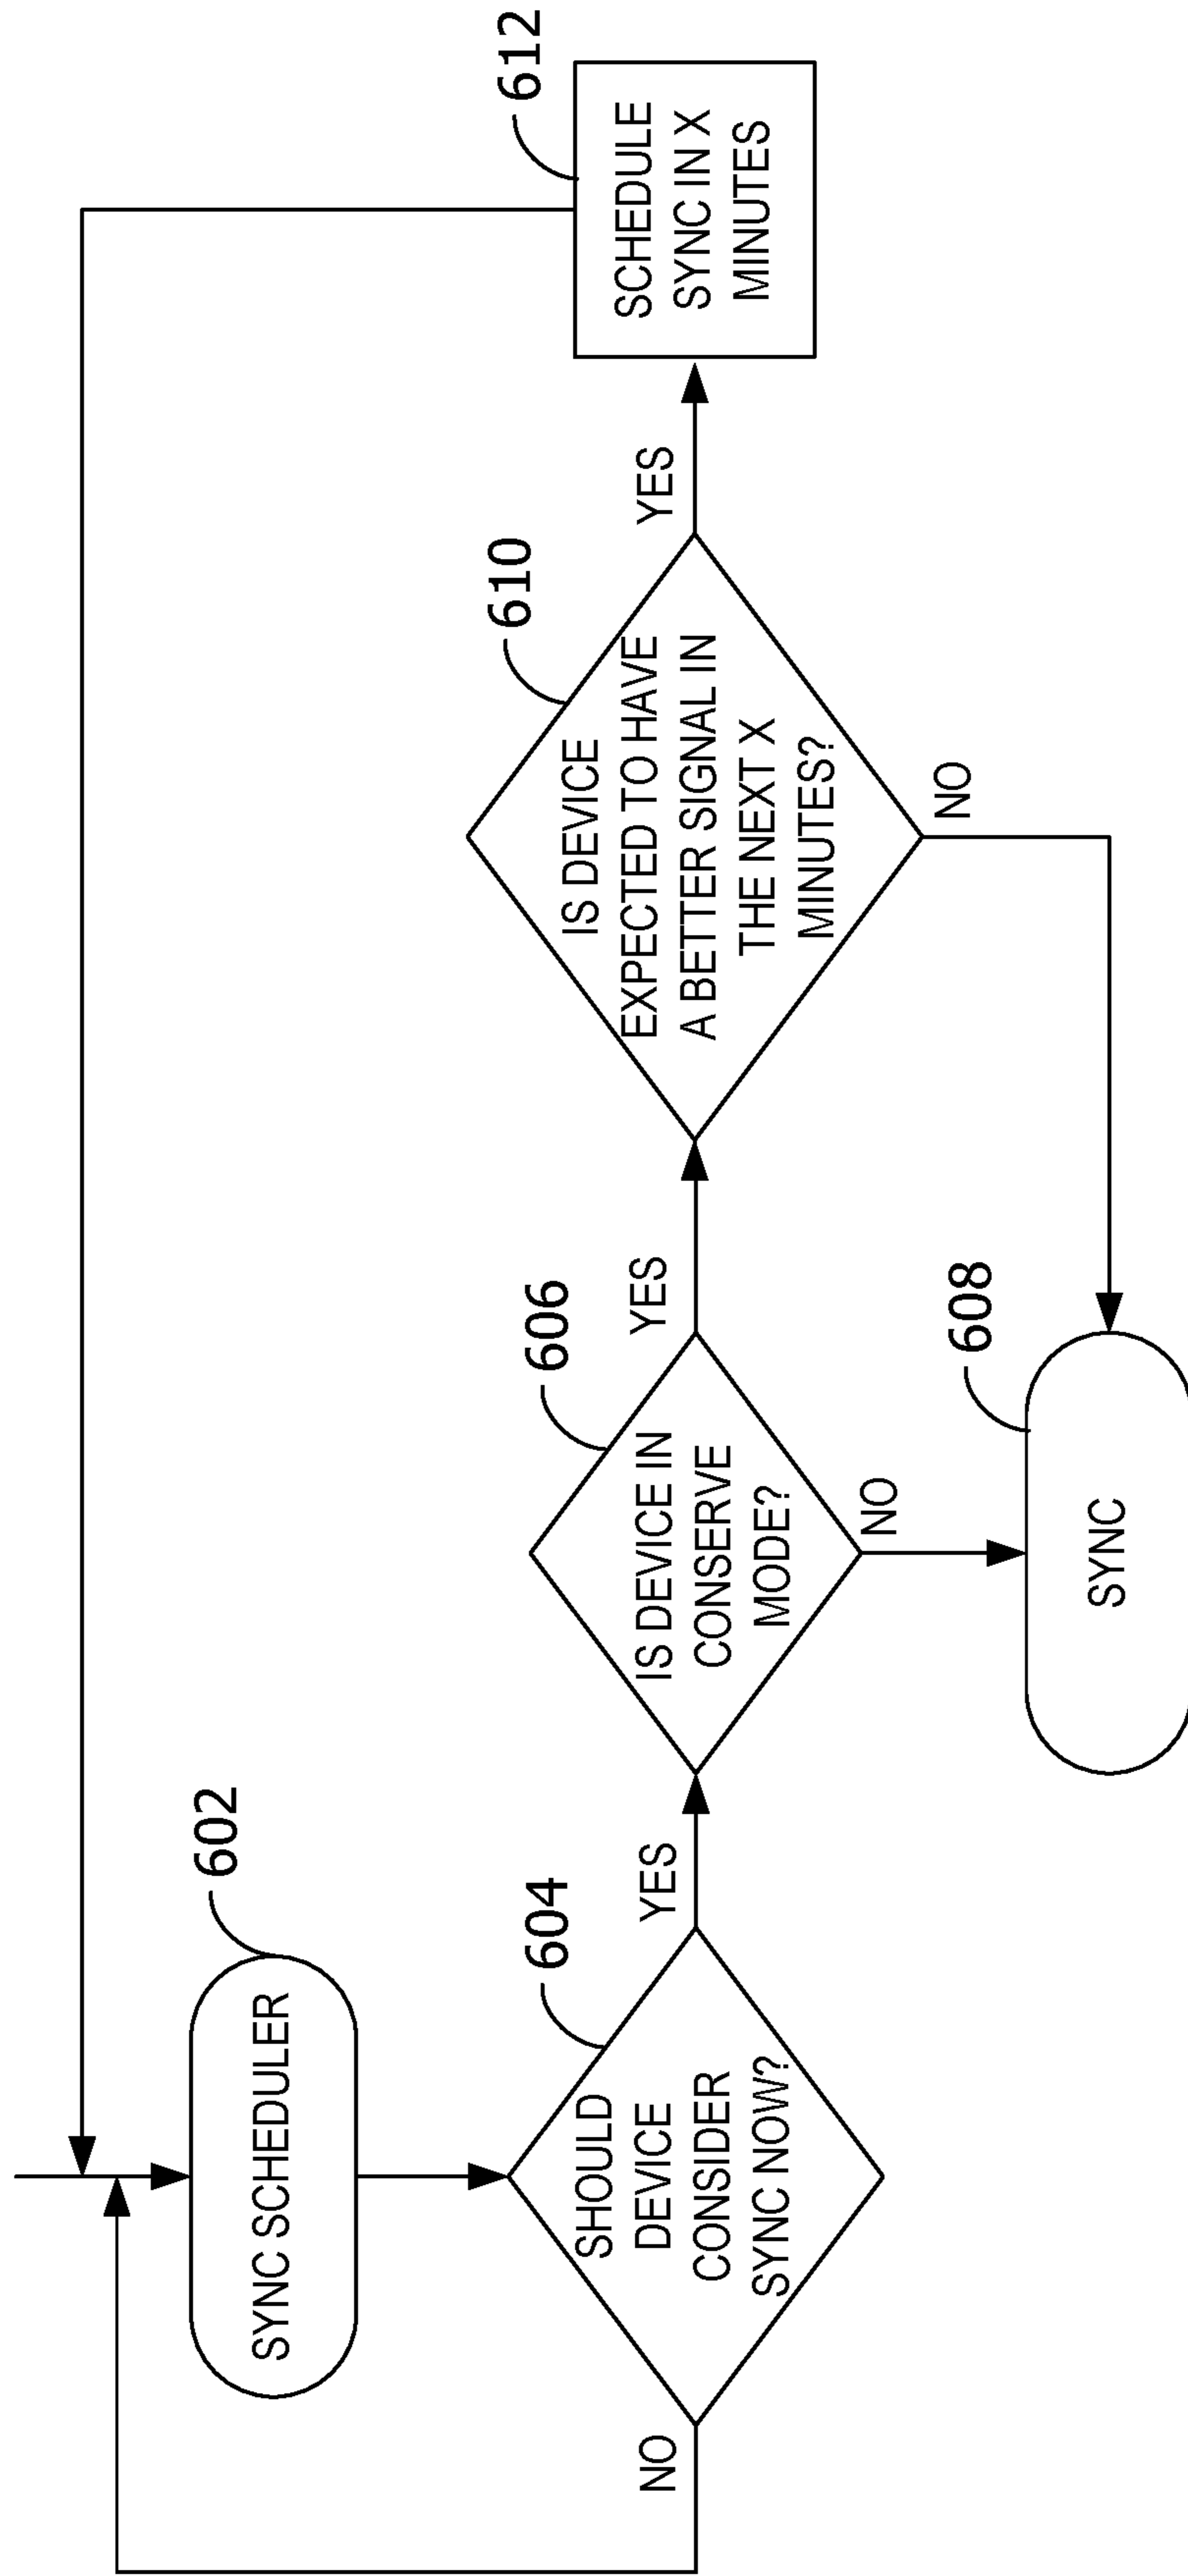 602
SYNC SCHEDULER
604
SHOULD
DEVICE
CONSIDER
SYNC NOW?
NO
YES
606
IS DEVICE IN
CONSERVE
MODE?
NO
YES
608
SYNC
610
IS DEVICE
EXPECTED TO HAVE
A BETTER SIGNAL IN
THE NEXT X
MINUTES?
NO
YES
612
SCHEDULE
SYNC IN X
MINUTES